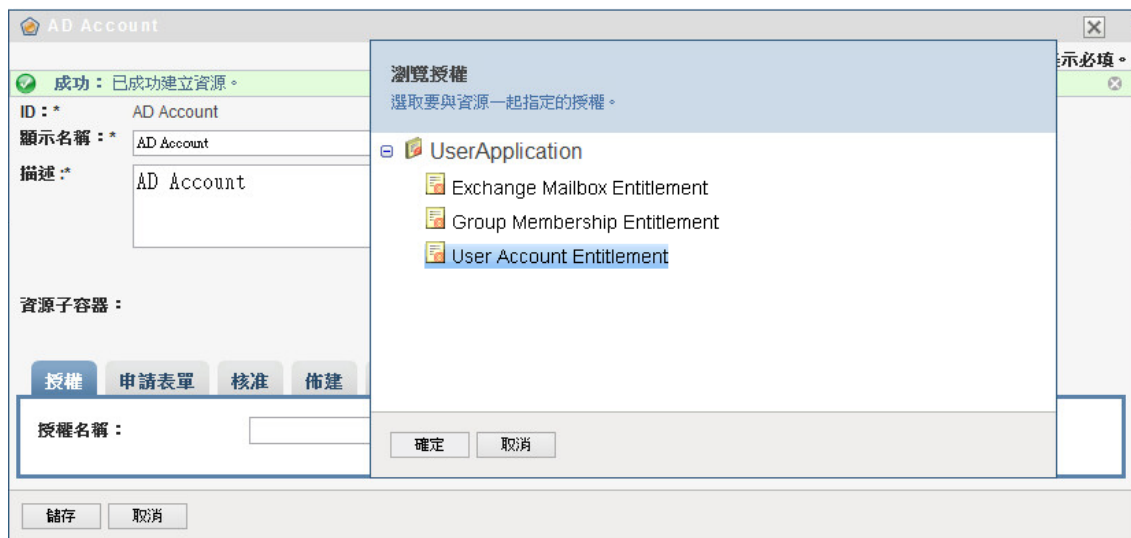 AD Account
示必填。
成功：已成功建立資源。
ID：* AD Account
顯示名稱：* AD Account
描述：* AD Account
資源子容器：
授權 申請表單 核准 佈建
授權名稱：
儲存 取消
瀏覽授權
選取要與資源一起指定的授權。
UserApplication
Exchange Mailbox Entitlement
Group Membership Entitlement
User Account Entitlement
確定 取消